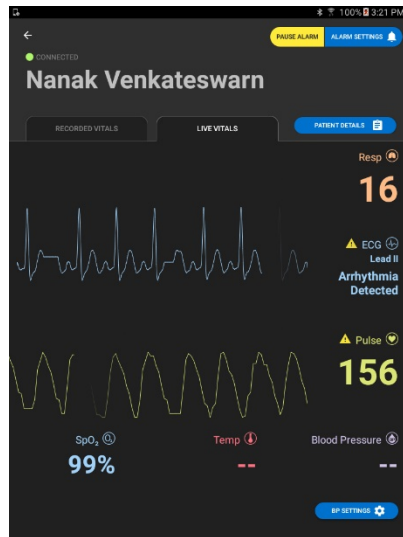 100% 3:21 PM
PAUSE ALARM
ALARM SETTINGS
CONNECTED
Nanak Venkateswarn
RECORDED VITALS
LIVE VITALS
PATIENT DETAILS
Resp
16
ECG
Lead II
Arrhythmia
Detected
Pulse
156
SpO₂ O₂
Temp
Blood Pressure
99%
--
--
BP SETTINGS